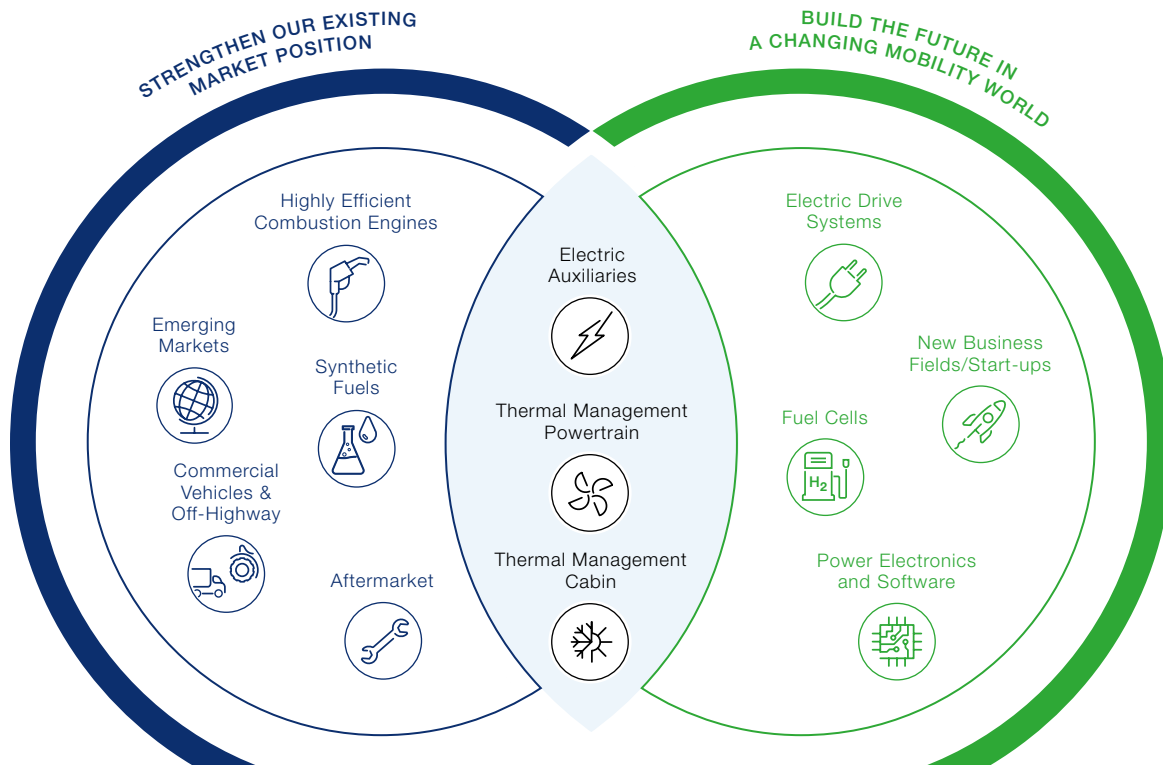 STRENGTHEN OUR EXISTING
MARKET POSITION
BUILD THE FUTURE IN
A CHANGING MOBILITY WORLD
Highly Efficient
Combustion Engines
Emerging
Markets
Synthetic
Fuels
Commercial
Vehicles &
Off-Highway
Aftermarket
Electric
Auxiliaries
Thermal Management
Powertrain
Thermal Management
Cabin
Electric Drive
Systems
New Business
Fields/Start-ups
Fuel Cells
H2
Power Electronics
and Software